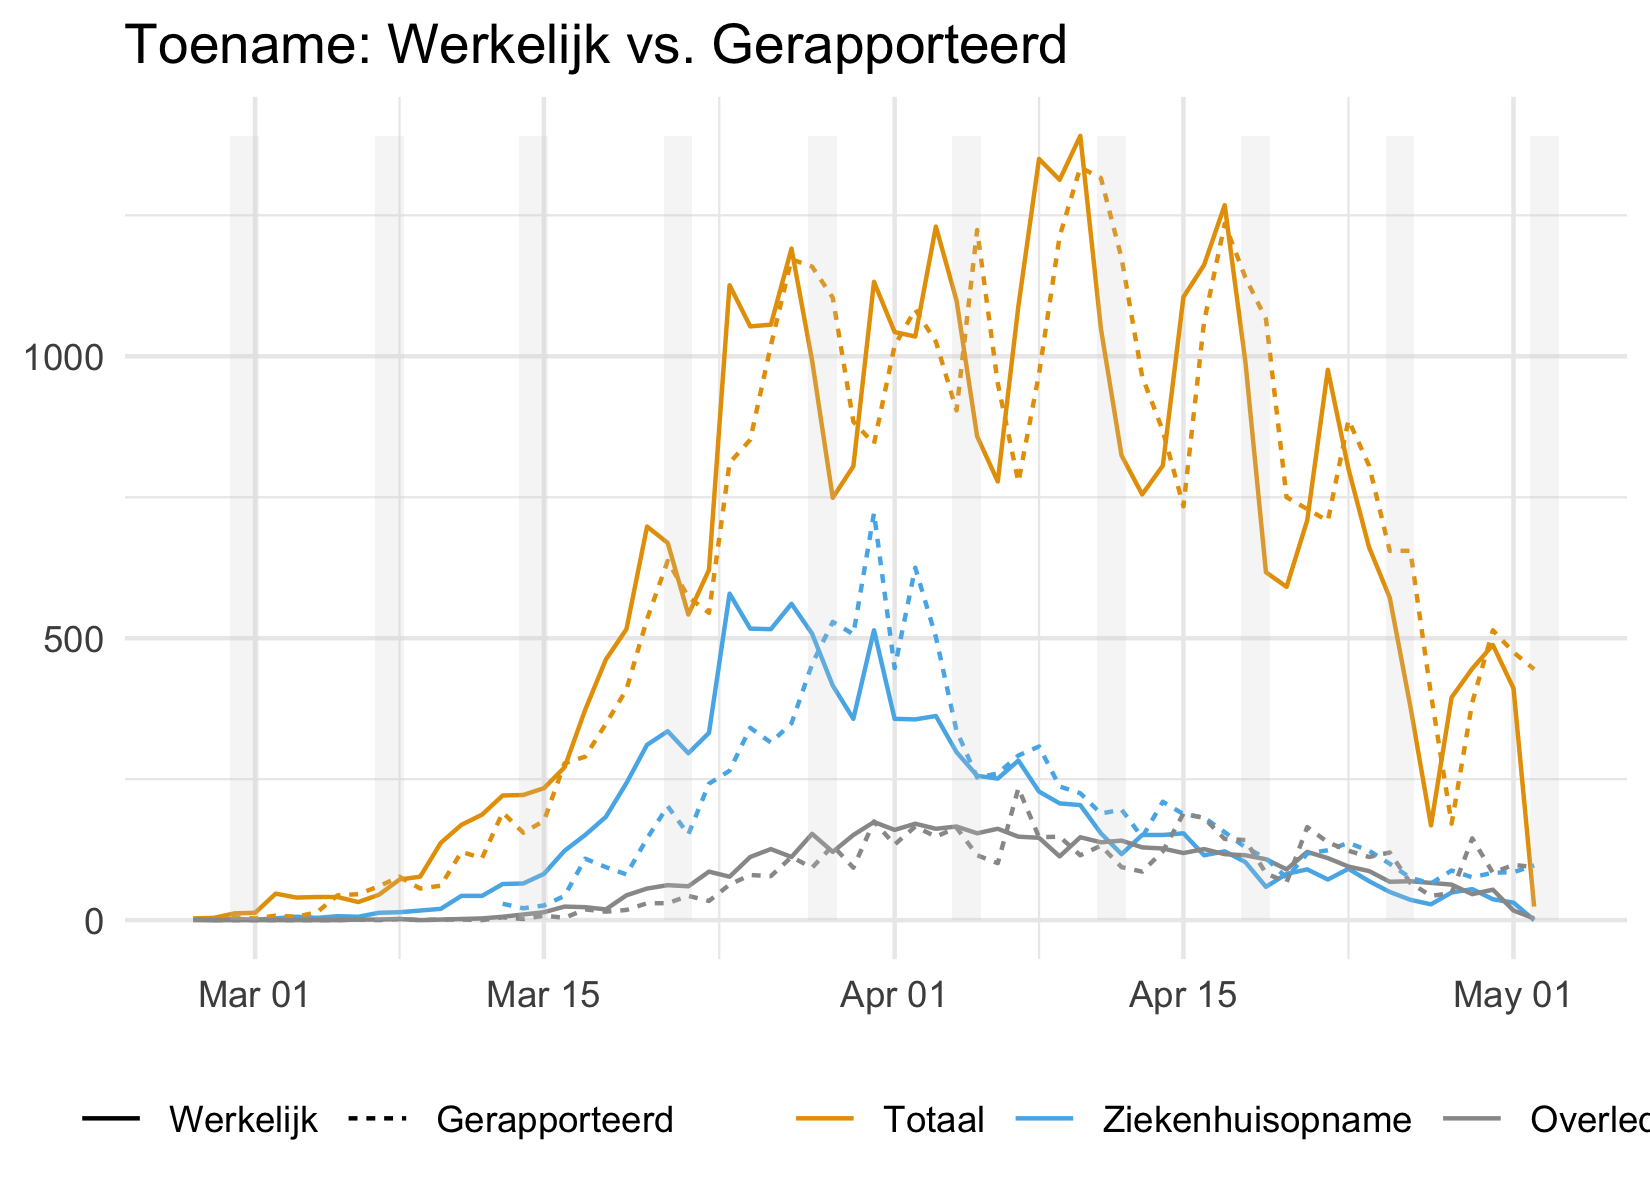 Toename: Werkelijk vs. Gerapporteerd
1000
500
0
Mar 01 Mar 15 Apr 01 Apr 15 May 01
Werkelijk Gerapporteerd Totaal Ziekenhuisopname Overled